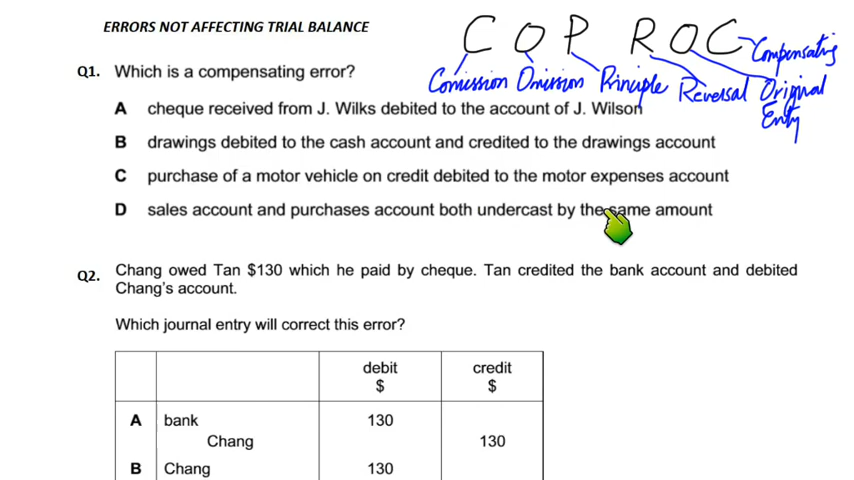 ERRORS NOT AFFECTING TRIAL BALANCE
C O P R O C
Comission Omission Principle Reversal Original Entry Compensating
Q1. Which is a compensating error?
A cheque received from J. Wilks debited to the account of J. Wilson
B drawings debited to the cash account and credited to the drawings account
C purchase of a motor vehicle on credit debited to the motor expenses account
D sales account and purchases account both undercast by the same amount
Q2. Chang owed Tan $130 which he paid by cheque. Tan credited the bank account and debited
Chang's account.
Which journal entry will correct this error?
debit credit
$ $
A bank 130
Chang 130
B Chang 130